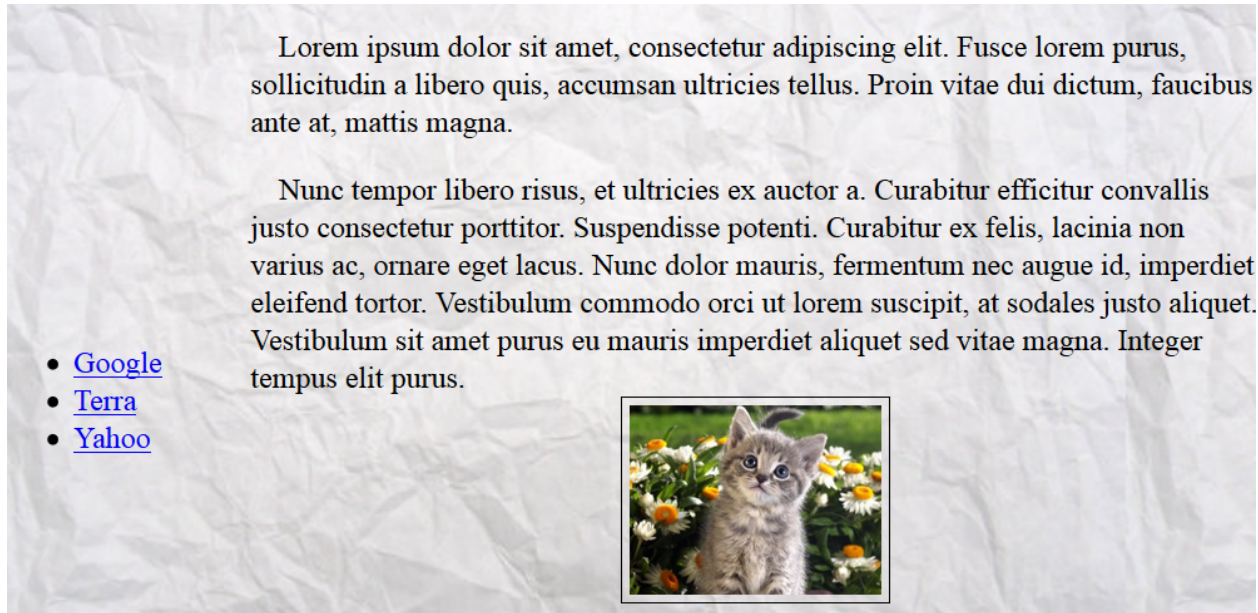 Lorem ipsum dolor sit amet, consectetur adipiscing elit. Fusce lorem purus,
sollicitudin a libero quis, accumsan ultricies tellus. Proin vitae dui dictum, faucibus
ante at, mattis magna.
Nunc tempor libero risus, et ultricies ex auctor a. Curabitur efficitur convallis
justo consectetur porttitor. Suspendisse potenti. Curabitur ex felis, lacinia non
varius ac, ornare eget lacus. Nunc dolor mauris, fermentum nec augue id, imperdiet
eleifend tortor. Vestibulum commodo orci ut lorem suscipit, at sodales justo aliquet.
Vestibulum sit amet purus eu mauris imperdiet aliquet sed vitae magna. Integer
tempus elit purus.
Google
Terra
Yahoo